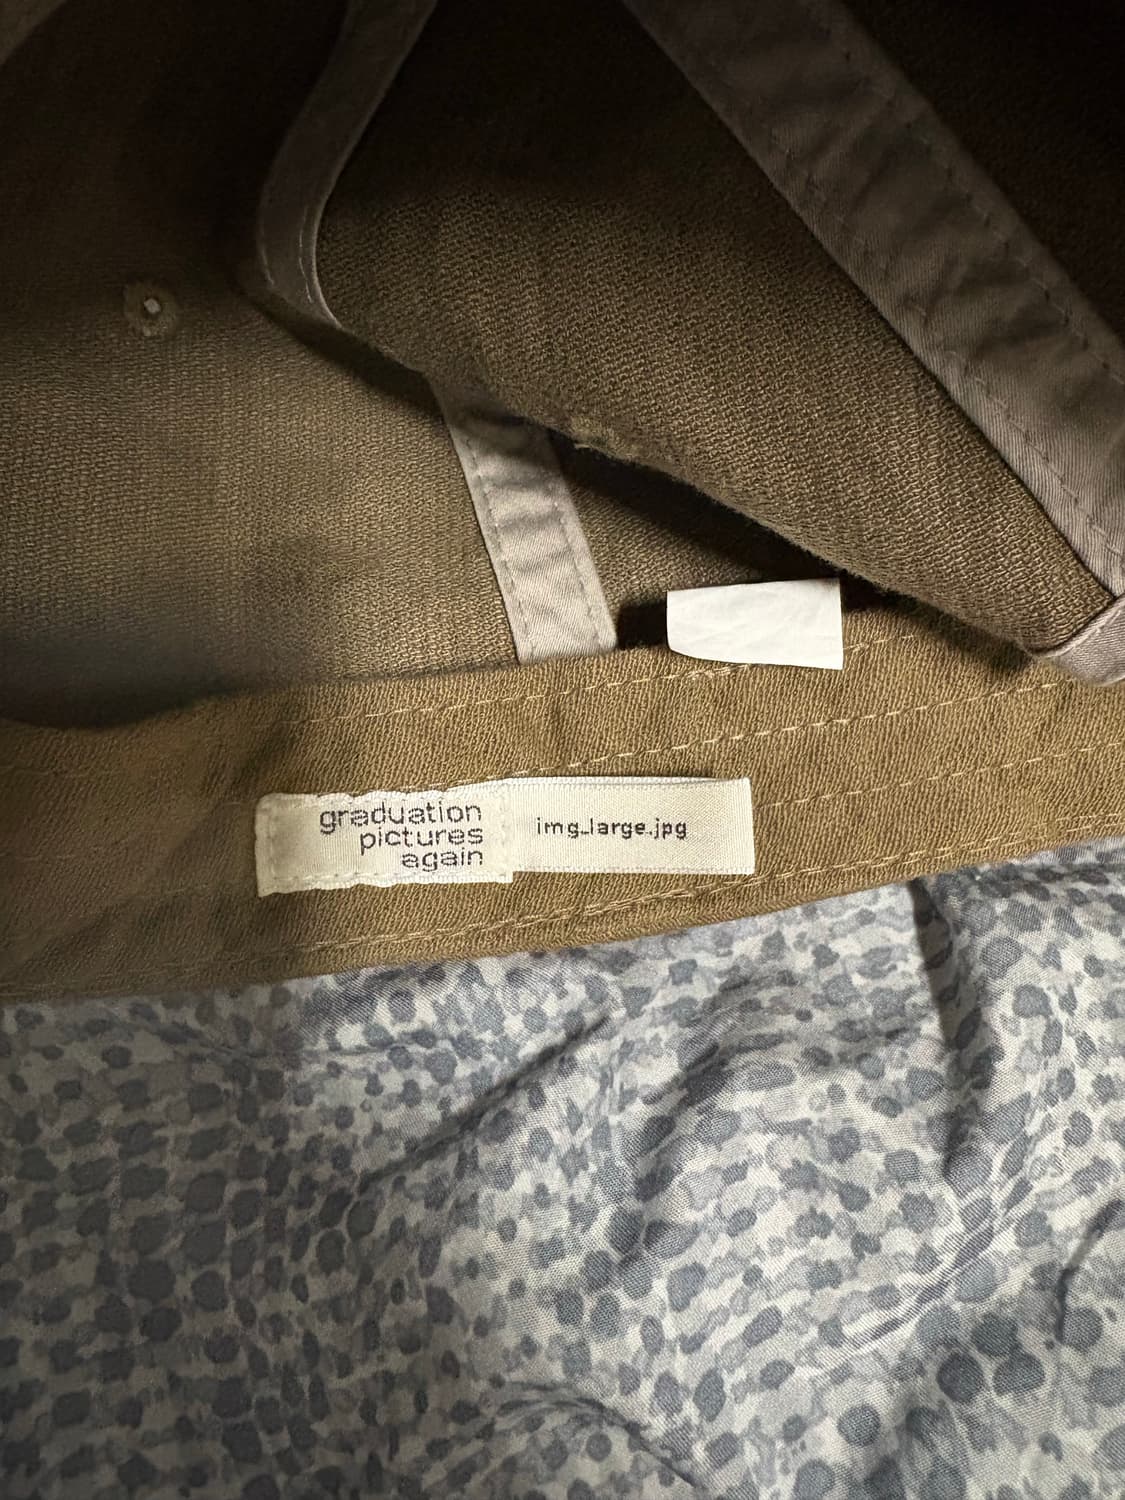 graduation
pictures
again
img_large.jpg